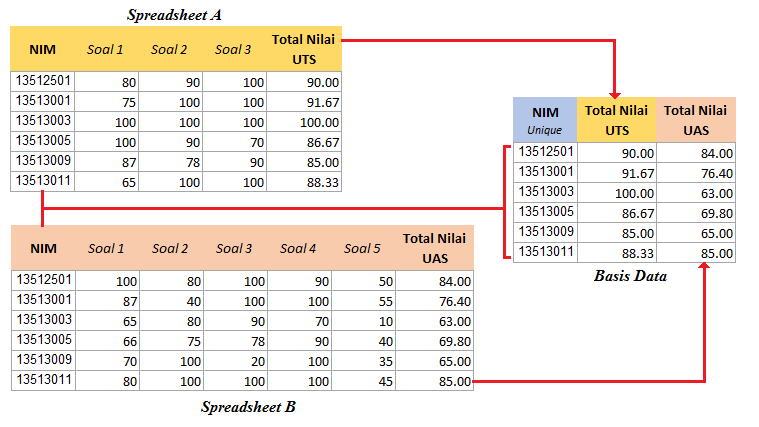 Spreadsheet A
NIM Soal 1 Soal 2 Soal 3 Total Nilai UTS
13512501 80 90 100 90.00
13513001 75 100 100 91.67
13513003 100 100 100 100.00
13513005 100 90 70 86.67
13513009 87 78 90 85.00
13513011 65 100 100 88.33
NIM Soal 1 Soal 2 Soal 3 Soal 4 Soal 5 Total Nilai UAS
13512501 100 80 100 90 50 84.00
13513001 87 40 100 100 55 76.40
13513003 65 80 90 70 10 63.00
13513005 66 75 78 90 40 69.80
13513009 70 100 20 100 35 65.00
13513011 80 100 100 100 45 85.00
Spreadsheet B
NIM Unique Total Nilai UTS Total Nilai UAS
13512501 90.00 84.00
13513001 91.67 76.40
13513003 100.00 63.00
13513005 86.67 69.80
13513009 85.00 65.00
13513011 88.33 85.00
Basis Data